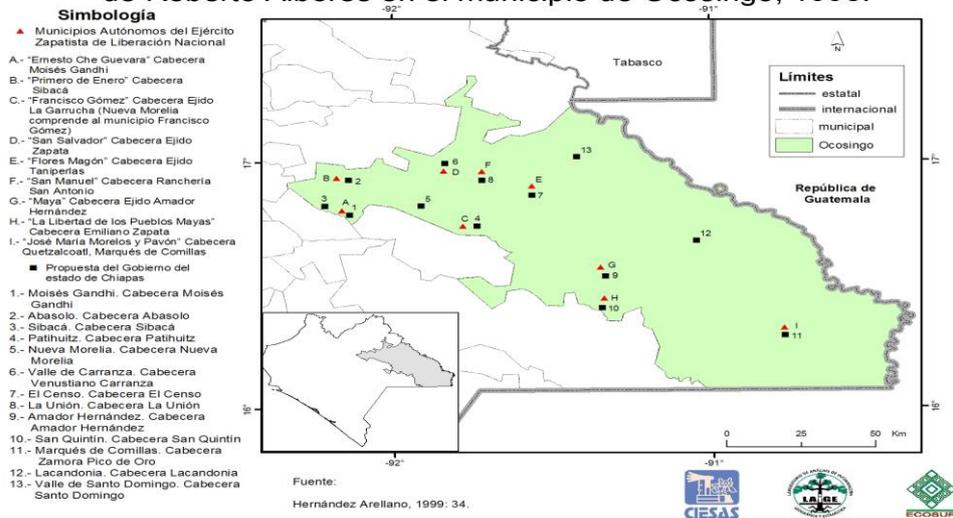 de Roberto Albores en el municipio de Ocosingo, 1998.
Simbología
Municipios Autónomos del Ejército
Zapatista de Liberación Nacional
A.- "Ernesto Che Guevara" Cabecera
Moisés Gandhi
B.- "Primero de Enero" Cabecera
Sibacá
C.- "Francisco Gómez" Cabecera Ejido
La Garrucha (Nueva Morelia
comprende al municipio Francisco
Gómez)
D.- "San Salvador" Cabecera Ejido
Zapata
E.- "Flores Magón" Cabecera Ejido
Taniperlas
F.- "San Manuel" Cabecera Ranchería
San Antonio
G.- "Maya" Cabecera Ejido Amador
Hernández
H.- "La Libertad de los Pueblos Mayas"
Cabecera Emiliano Zapata
I.- "José María Morelos y Pavón" Cabecera
Quetzalcoatl, Marqués de Comillas
Propuesta del Gobierno del
estado de Chiapas
1.- Moisés Gandhi. Cabecera Moisés
Gandhi
2.- Abasolo. Cabecera Abasolo
3.- Sibacá. Cabecera Sibacá
4.- Patihuitz. Cabecera Patihuitz
5.- Nueva Morelia. Cabecera Nueva
Morelia
6.- Valle de Carranza. Cabecera
Venustiano Carranza
7.- El Censo. Cabecera El Censo
8.- La Unión. Cabecera La Unión
9.- Amador Hernández. Cabecera
Amador Hernández
10.- San Quintín. Cabecera San Quintín
11.- Marqués de Comillas. Cabecera
Zamora Pico de Oro
12.- Lacandonia. Cabecera Lacandonia
13.- Valle de Santo Domingo. Cabecera
Santo Domingo
-92°
-91°
Tabasco
N
Límites
estatal
internacional
municipal
Ocosingo
República de
Guatemala
17°
17°
16°
16°
13
6
F
D
8
E
B
2
7
3
A
1
5
C
4
12
G
9
H
10
I
11
0
25
50
Km
-92°
-91°
Fuente:
Hernández Arellano, 1999: 34.
CIESAS
LAIGE
ECOSUR